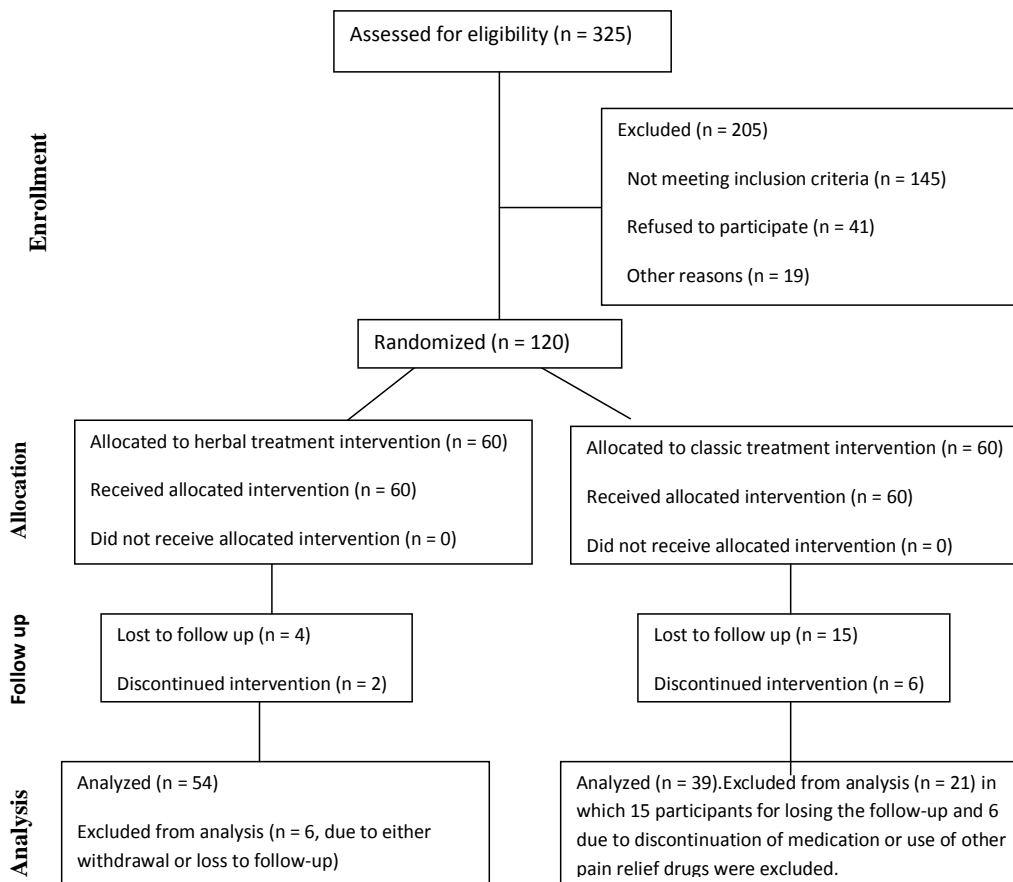 Assessed for eligibility (n = 325)
Enrollment
Excluded (n = 205)
Not meeting inclusion criteria (n = 145)
Refused to participate (n = 41)
Other reasons (n = 19)
Randomized (n = 120)
Allocation
Allocated to herbal treatment intervention (n = 60)
Received allocated intervention (n = 60)
Did not receive allocated intervention (n = 0)
Allocated to classic treatment intervention (n = 60)
Received allocated intervention (n = 60)
Did not receive allocated intervention (n = 0)
Follow up
Lost to follow up (n = 4)
Discontinued intervention (n = 2)
Lost to follow up (n = 15)
Discontinued intervention (n = 6)
Analysis
Analyzed (n = 54)
Excluded from analysis (n = 6, due to either
withdrawal or loss to follow-up)
Analyzed (n = 39).Excluded from analysis (n = 21) in
which 15 participants for losing the follow-up and 6
due to discontinuation of medication or use of other
pain relief drugs were excluded.